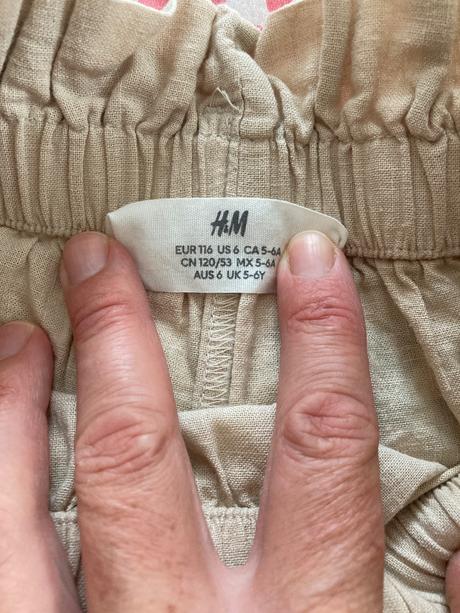 H&M
EUR 116 US 6 CA 5-6A
CN 120/53 MX 5-6A
AUS 6 UK 5-6Y